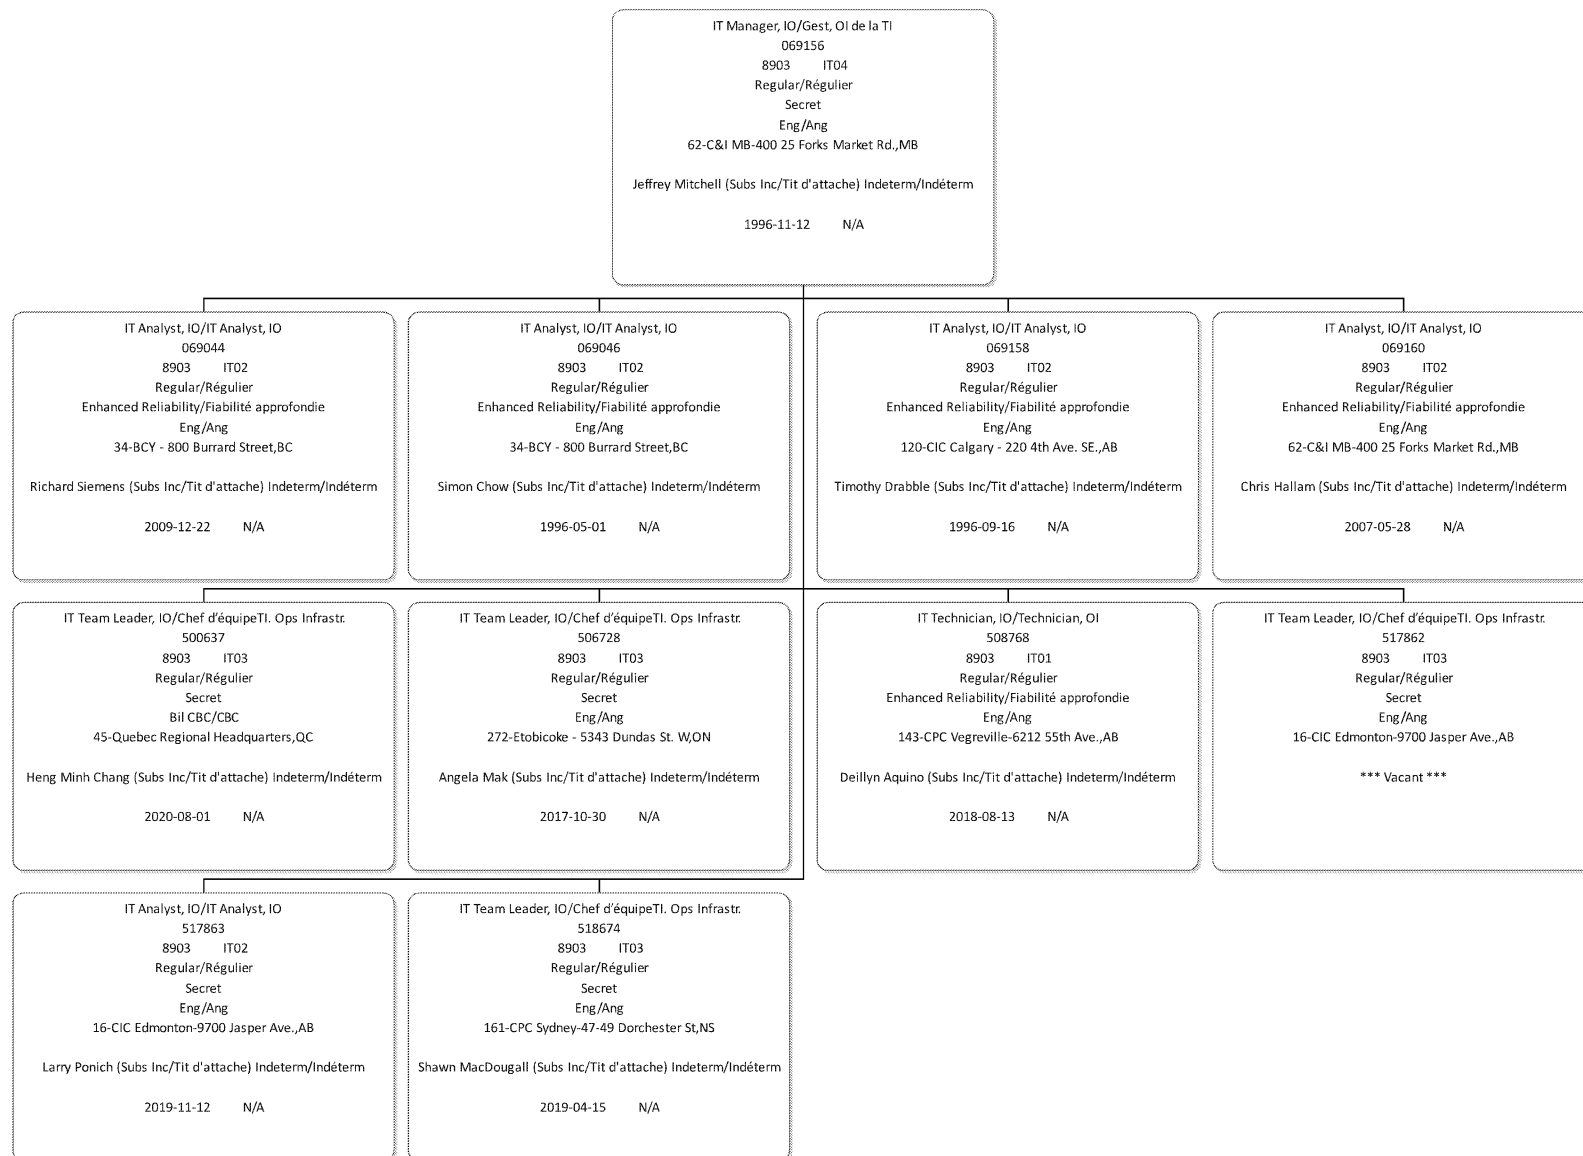 IT Manager, IO/Gest, OI de la TI
069156
8903 IT04
Regular/Régulier
Secret
Eng/Ang
62-C&I MB-400 25 Forks Market Rd.,MB
Jeffrey Mitchell (Subs Inc/Tit d'attache) Indeterm/Indéterm
1996-11-12 N/A
IT Analyst, IO/IT Analyst, IO
069044
8903 IT02
Regular/Régulier
Enhanced Reliability/Fiabilité approfondie
Eng/Ang
34-BCY - 800 Burrard Street,BC
Richard Siemens (Subs Inc/Tit d'attache) Indeterm/Indéterm
2009-12-22 N/A
IT Analyst, IO/IT Analyst, IO
069046
8903 IT02
Regular/Régulier
Enhanced Reliability/Fiabilité approfondie
Eng/Ang
34-BCY - 800 Burrard Street,BC
Simon Chow (Subs Inc/Tit d'attache) Indeterm/Indéterm
1996-05-01 N/A
IT Analyst, IO/IT Analyst, IO
069158
8903 IT02
Regular/Régulier
Enhanced Reliability/Fiabilité approfondie
Eng/Ang
120-CIC Calgary - 220 4th Ave. SE.,AB
Timothy Drabble (Subs Inc/Tit d'attache) Indeterm/Indéterm
1996-09-16 N/A
IT Analyst, IO/IT Analyst, IO
069160
8903 IT02
Regular/Régulier
Enhanced Reliability/Fiabilité approfondie
Eng/Ang
62-C&I MB-400 25 Forks Market Rd.,MB
Chris Hallam (Subs Inc/Tit d'attache) Indeterm/Indéterm
2007-05-28 N/A
IT Team Leader, IO/Chef d'équipeTI. Ops Infrastr.
500637
8903 IT03
Regular/Régulier
Secret
Bil CBC/CBC
45-Quebec Regional Headquarters,QC
Heng Minh Chang (Subs Inc/Tit d'attache) Indeterm/Indéterm
2020-08-01 N/A
IT Team Leader, IO/Chef d'équipeTI. Ops Infrastr.
506728
8903 IT03
Regular/Régulier
Secret
Eng/Ang
272-Etobicoke - 5343 Dundas St. W,ON
Angela Mak (Subs Inc/Tit d'attache) Indeterm/Indéterm
2017-10-30 N/A
IT Technician, IO/Technician, OI
508768
8903 IT01
Regular/Régulier
Enhanced Reliability/Fiabilité approfondie
Eng/Ang
143-CPC Vegreville-6212 55th Ave.,AB
Deillyn Aquino (Subs Inc/Tit d'attache) Indeterm/Indéterm
2018-08-13 N/A
IT Team Leader, IO/Chef d'équipeTI. Ops Infrastr.
517862
8903 IT03
Regular/Régulier
Secret
Eng/Ang
16-CIC Edmonton-9700 Jasper Ave.,AB
*** Vacant ***
IT Analyst, IO/IT Analyst, IO
517863
8903 IT02
Regular/Régulier
Secret
Eng/Ang
16-CIC Edmonton-9700 Jasper Ave.,AB
Larry Ponich (Subs Inc/Tit d'attache) Indeterm/Indéterm
2019-11-12 N/A
IT Team Leader, IO/Chef d'équipeTI. Ops Infrastr.
518674
8903 IT03
Regular/Régulier
Secret
Eng/Ang
161-CPC Sydney-47-49 Dorchester St,NS
Shawn MacDougall (Subs Inc/Tit d'attache) Indeterm/Indéterm
2019-04-15 N/A